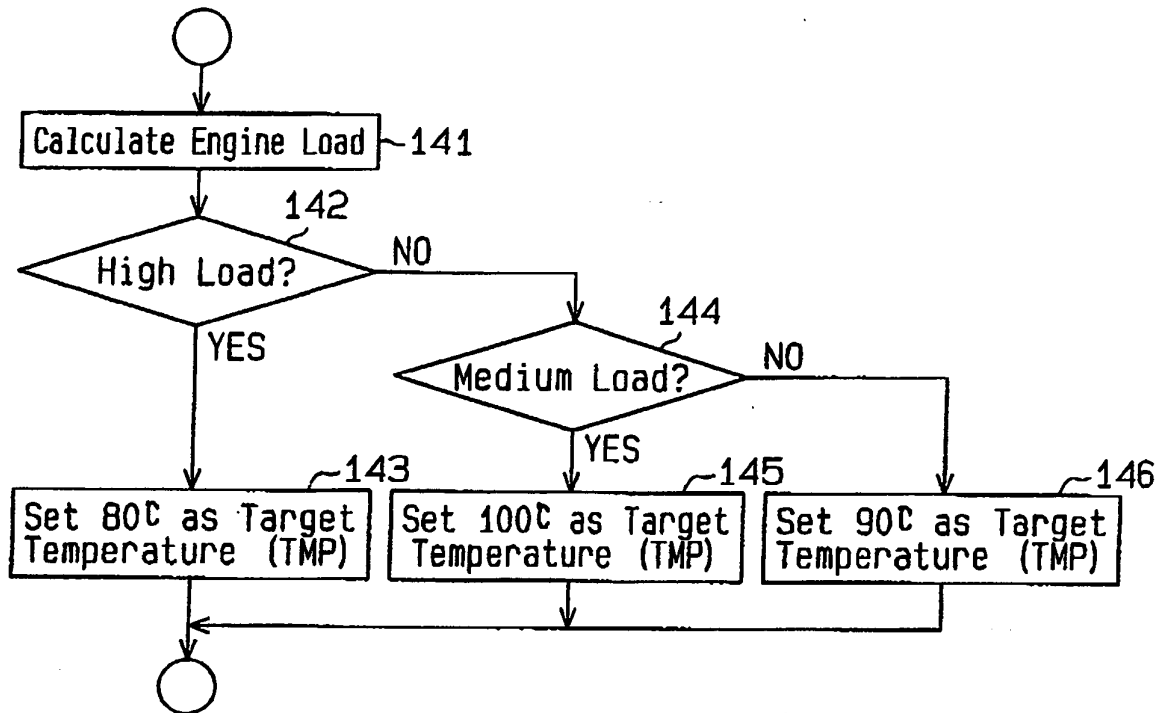 Calculate Engine Load
141
142
High Load?
NO
YES
144
Medium Load?
NO
YES
143
Set 80℃ as Target
Temperature (TMP)
145
Set 100℃ as Target
Temperature (TMP)
146
Set 90℃ as Target
Temperature (TMP)